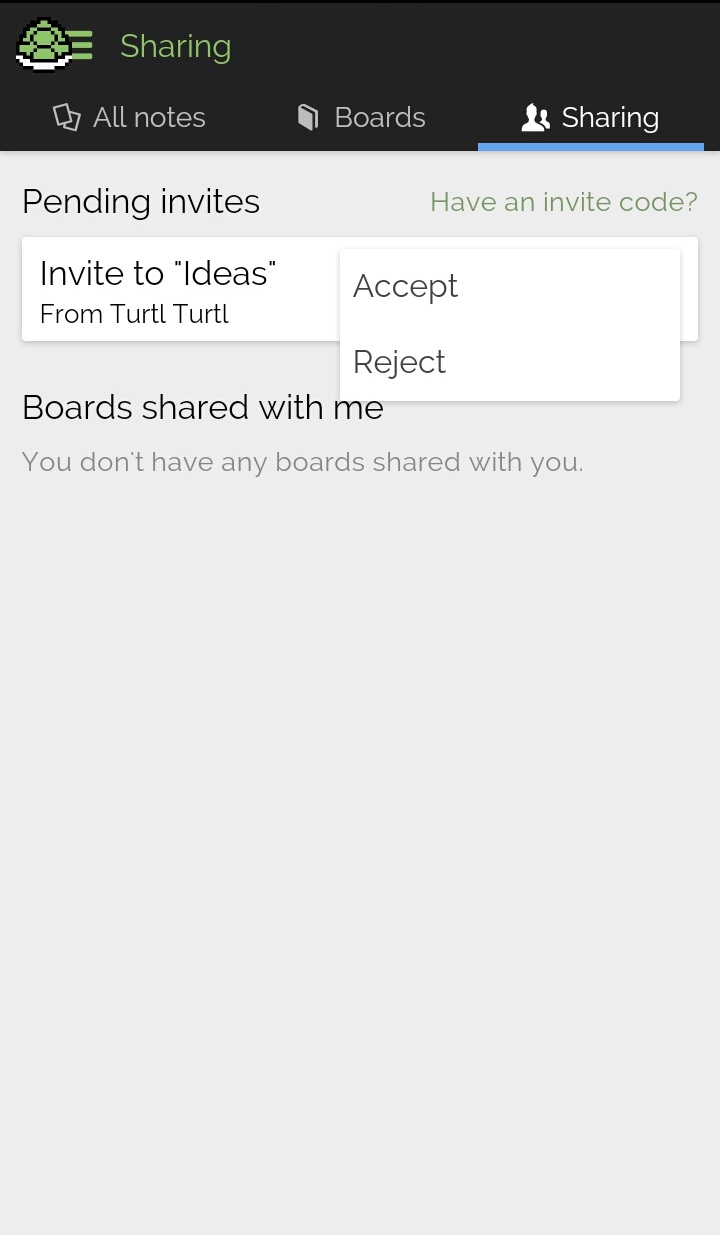 Sharing
All notes
Boards
Sharing
Pending invites
Have an invite code?
Invite to "Ideas"
From Turtl Turtl
Accept
Reject
Boards shared with me
You don't have any boards shared with you.